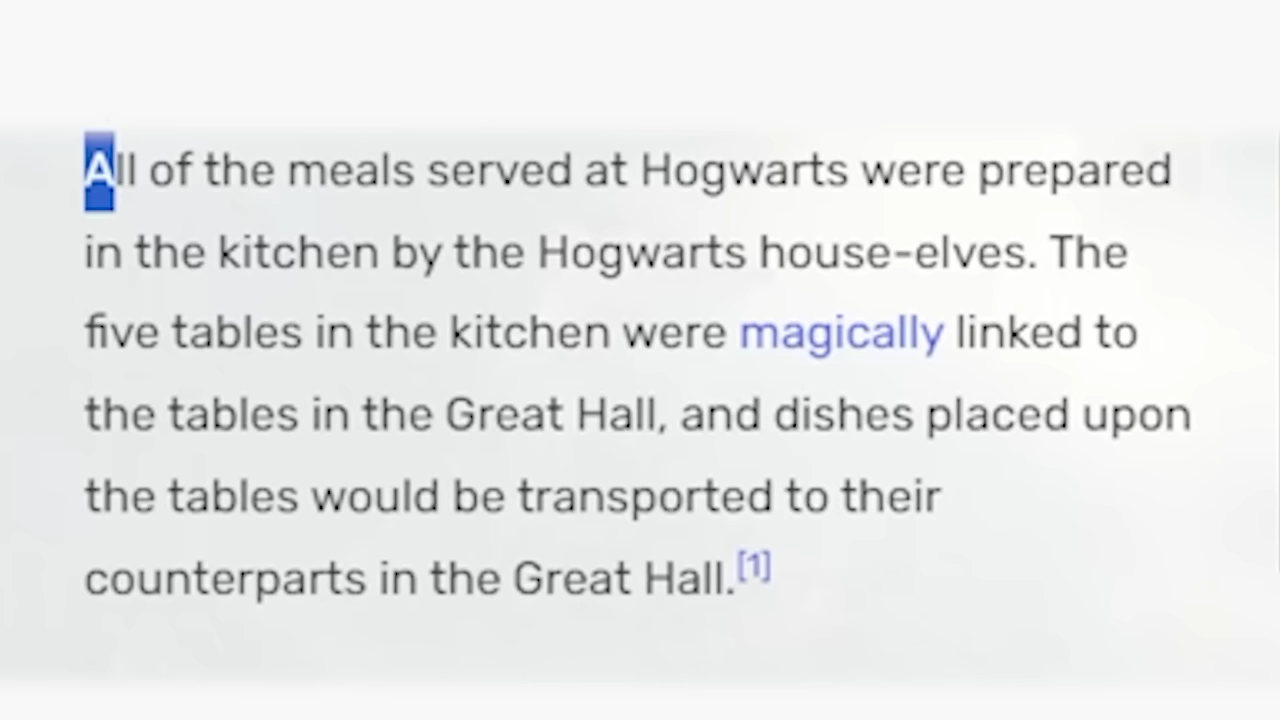 All of the meals served at Hogwarts were prepared
in the kitchen by the Hogwarts house-elves. The
five tables in the kitchen were magically linked to
the tables in the Great Hall, and dishes placed upon
the tables would be transported to their
counterparts in the Great Hall.[1]